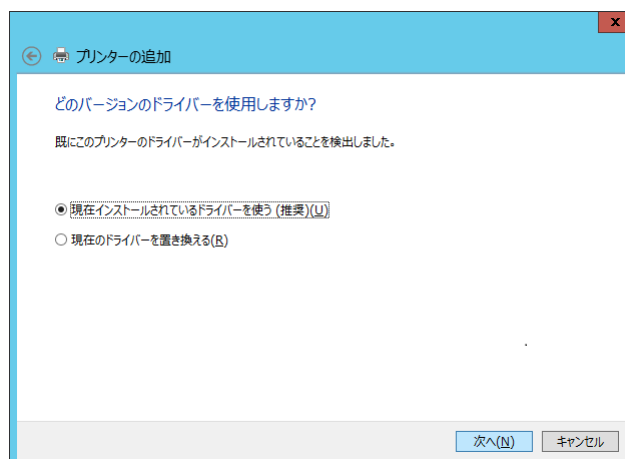 プリンターの追加
どのバージョンのドライバーを使用しますか?
既にこのプリンターのドライバーがインストールされていることを検出しました。
現在インストールされているドライバーを使う (推奨)(U)
現在のドライバーを置き換える(R)
次へ(N) キャンセル